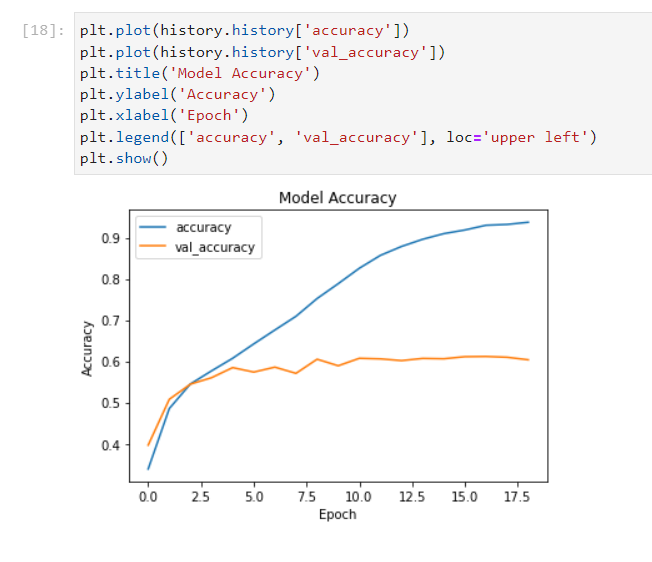 [18]: plt.plot(history.history['accuracy'])
plt.plot(history.history['val_accuracy'])
plt.title('Model Accuracy')
plt.ylabel('Accuracy')
plt.xlabel('Epoch')
plt.legend(['accuracy', 'val_accuracy'], loc='upper left')
plt.show()
Model Accuracy
accuracy
val_accuracy
0.9
0.8
0.7
0.6
0.5
0.4
Accuracy
0.0 2.5 5.0 7.5 10.0 12.5 15.0 17.5
Epoch